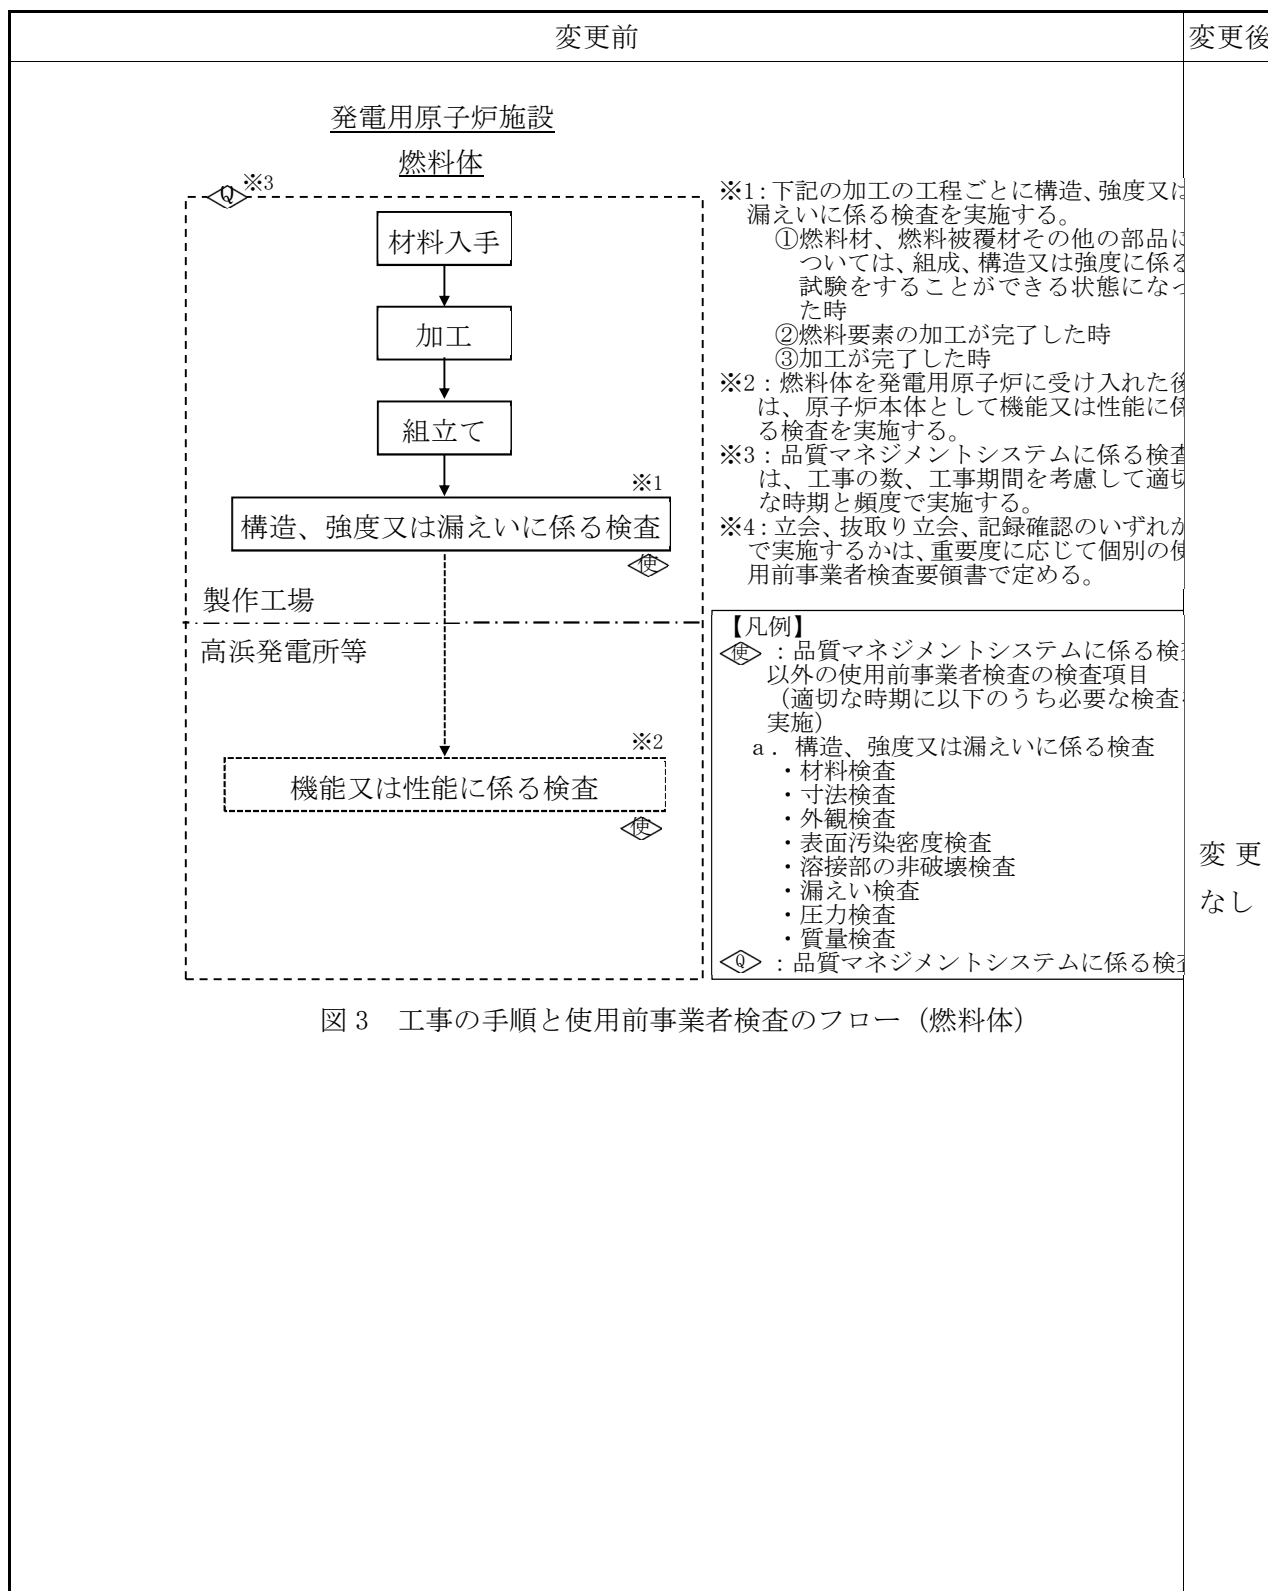 変更前
変更後
発電用原子炉施設
燃料体
Q ※3
材料入手
加工
組立て
※1
構造、強度又は漏えいに係る検査
使
製作工場
高浜発電所等
※2
機能又は性能に係る検査
使
※1：下記の加工の工程ごとに構造、強度又は
漏えいに係る検査を実施する。
①燃料材、燃料被覆材その他の部品に
ついては、組成、構造又は強度に係る
試験をすることができる状態になっ
た時
②燃料要素の加工が完了した時
③加工が完了した時
※2：燃料体を発電用原子炉に受け入れた後
は、原子炉本体として機能又は性能に係
る検査を実施する。
※3：品質マネジメントシステムに係る検査
は、工事の数、工事期間を考慮して適切
な時期と頻度で実施する。
※4：立会、抜取り立会、記録確認のいずれか
で実施するかは、重要度に応じて個別の使
用前事業者検査要領書で定める。
【凡例】
使：品質マネジメントシステムに係る検査
以外の使用前事業者検査の検査項目
（適切な時期に以下のうち必要な検査を
実施）
a．構造、強度又は漏えいに係る検査
・材料検査
・寸法検査
・外観検査
・表面汚染密度検査
・溶接部の非破壊検査
・漏えい検査
・圧力検査
・質量検査
Q：品質マネジメントシステムに係る検査
変更
なし
図3　工事の手順と使用前事業者検査のフロー（燃料体）